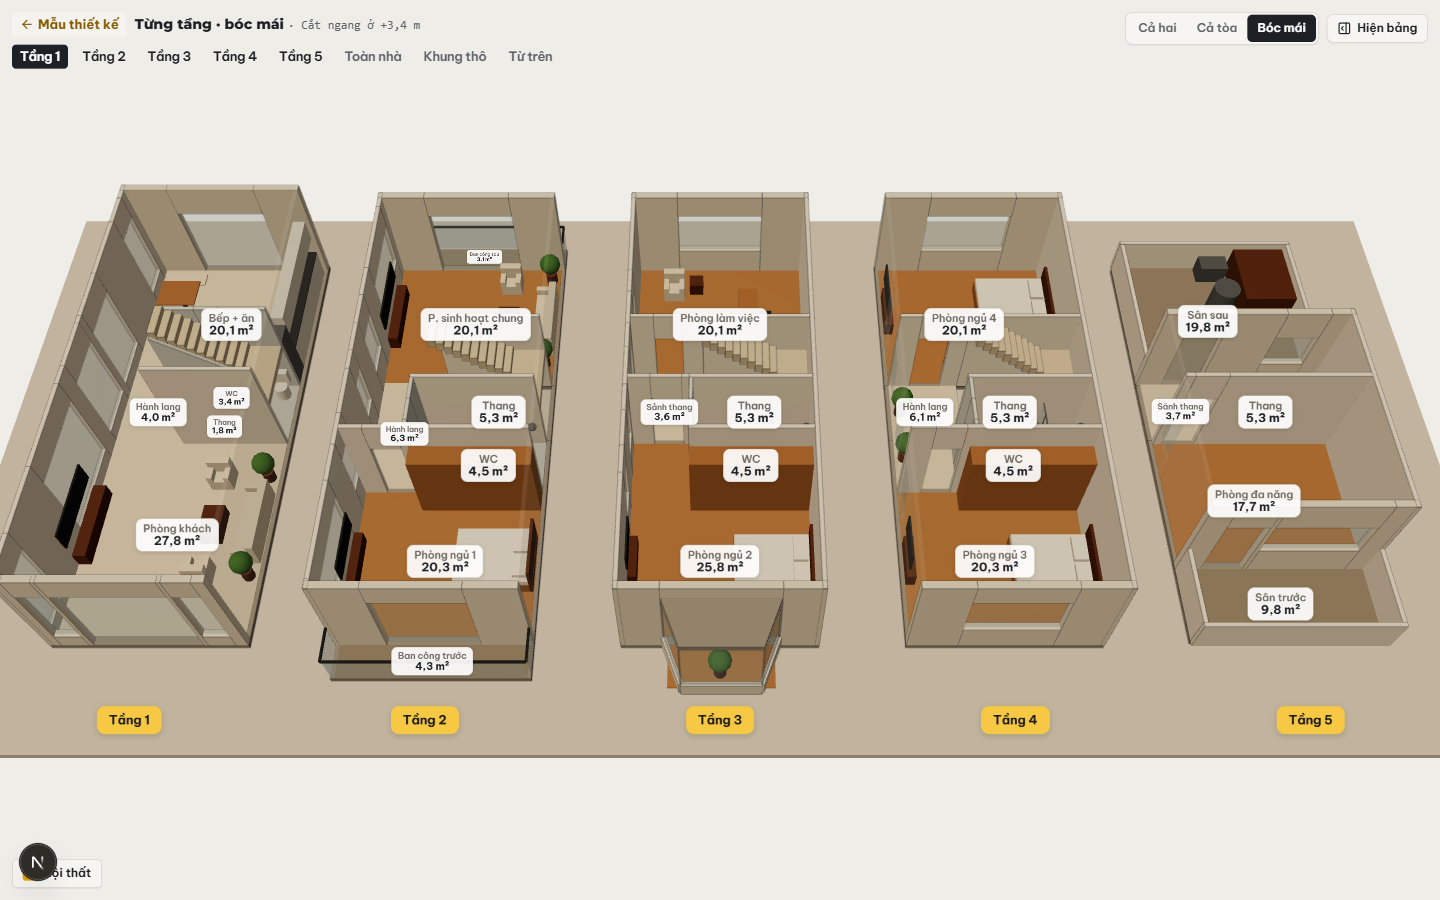 ← Mẫu thiết kế Từng tầng · bóc mái · Cắt ngang ở +3,4 m
Cả hai Cả tòa Bóc mái Hiện bảng
Tầng 1 Tầng 2 Tầng 3 Tầng 4 Tầng 5 Toàn nhà Khung thô Từ trên
Ban công sau
3,1 m²
Bếp + ăn
20,1 m²
P. sinh hoạt chung
20,1 m²
Phòng làm việc
20,1 m²
Phòng ngủ 4
20,1 m²
Sân sau
19,8 m²
WC
3,4 m²
Hành lang
4,0 m²
Thang
1,8 m²
Hành lang
6,3 m²
Thang
5,3 m²
Sảnh thang
3,6 m²
Thang
5,3 m²
Hành lang
6,1 m²
Thang
5,3 m²
Sảnh thang
3,7 m²
Thang
5,3 m²
WC
4,5 m²
WC
4,5 m²
WC
4,5 m²
Phòng đa năng
17,7 m²
Phòng khách
27,8 m²
Phòng ngủ 1
20,3 m²
Phòng ngủ 2
25,8 m²
Phòng ngủ 3
20,3 m²
Sân trước
9,8 m²
Ban công trước
4,3 m²
Tầng 1 Tầng 2 Tầng 3 Tầng 4 Tầng 5
N
ội thất